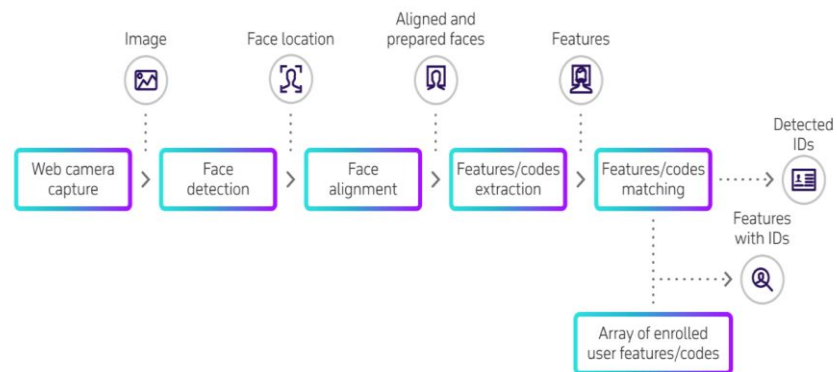 Image
Face location
Aligned and
prepared faces
Features
Detected
IDs
Web camera
capture
Face
detection
Face
alignment
Features/codes
extraction
Features/codes
matching
Features
with IDs
Array of enrolled
user features/codes